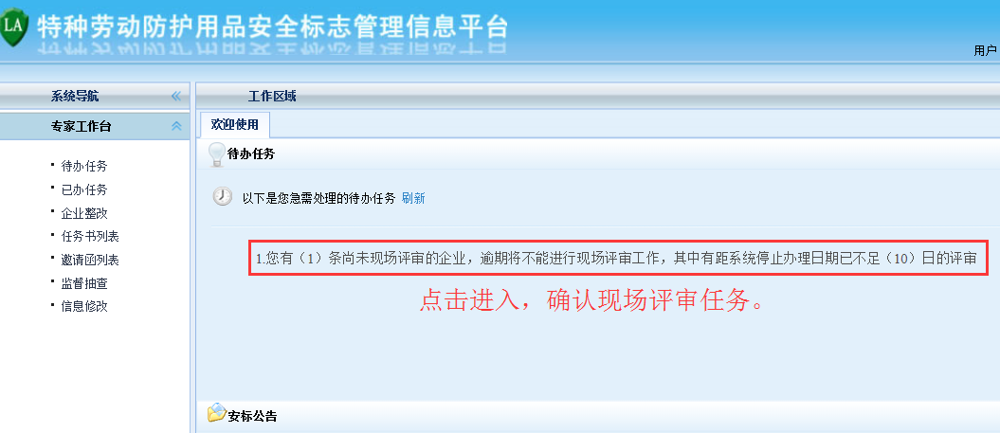 LA
特种劳动防护用品安全标志管理信息平台
用户
系统导航
工作区域
专家工作台
欢迎使用
待办任务
待办任务
已办任务
企业整改
任务书列表
邀请函列表
监督抽查
信息修改
以下是您急需处理的待办任务 刷新
1.您有（1）条尚未现场评审的企业，逾期将不能进行现场评审工作，其中有距系统停止办理日期已不足（10）日的评审
点击进入，确认现场评审任务。
安标公告